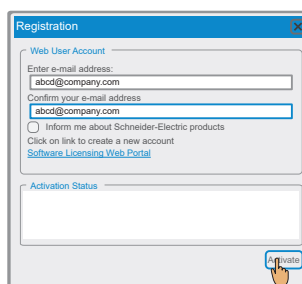 Registration
Web User Account
Enter e-mail address:
abcd@company.com
Confirm your e-mail address
abcd@company.com
Inform me about Schneider-Electric products
Click on link to create a new account
Software Licensing Web Portal
Activation Status
Activate